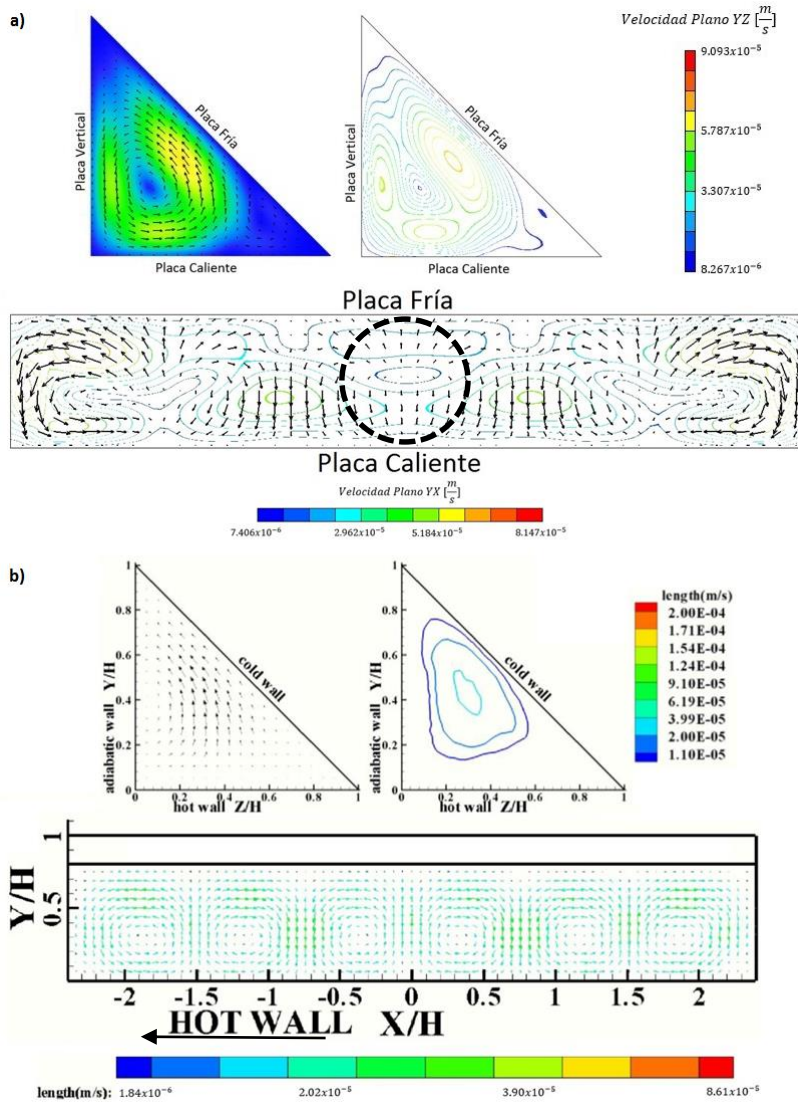 a)
Velocidad Plano YZ [m/s]
Placa Vertical
Placa Fría
Placa Caliente
Placa Vertical
Placa Fría
Placa Caliente
9.093x10⁻⁵
5.787x10⁻⁵
3.307x10⁻⁵
8.267x10⁻⁶
Placa Fría
Placa Caliente
Velocidad Plano YX [m/s]
7.406x10⁻⁶ 2.962x10⁻⁵ 5.184x10⁻⁵ 8.147x10⁻⁵
b)
1
0.8
0.6
0.4
0.2
0
adiabatic wall Y/H
cold wall
0 0.2 0.4 0.6 0.8 1
hot wall Z/H
1
0.8
0.6
0.4
0.2
0
adiabatic wall Y/H
cold wall
0 0.2 0.4 0.6 0.8 1
hot wall Z/H
length(m/s)
2.00E-04
1.71E-04
1.54E-04
1.24E-04
9.10E-05
6.19E-05
3.99E-05
2.00E-05
1.10E-05
Y/H
1
0.5
-2 -1.5 -1 -0.5 0 0.5 1 1.5 2
HOT WALL X/H
length(m/s): 1.84x10⁻⁶ 2.02x10⁻⁵ 3.90x10⁻⁵ 8.61x10⁻⁵